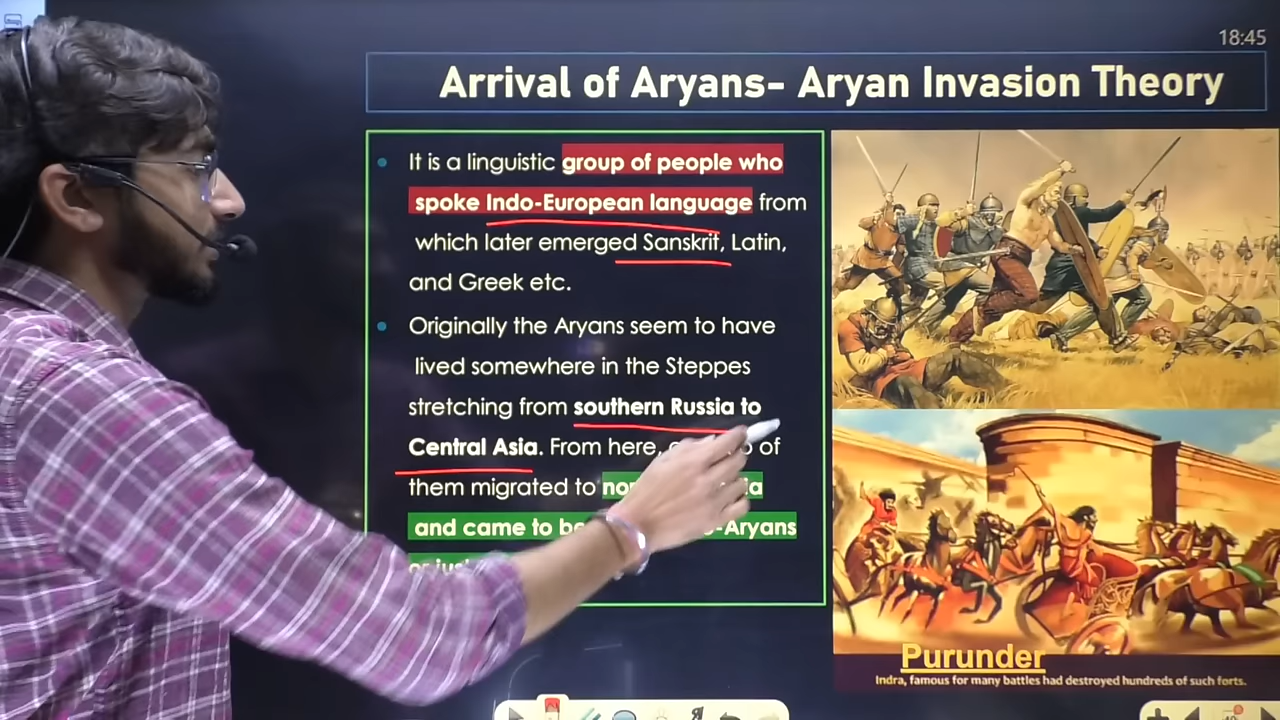 18:45
Arrival of Aryans- Aryan Invasion Theory
It is a linguistic group of people who
spoke Indo-European language from
which later emerged Sanskrit, Latin,
and Greek etc.
Originally the Aryans seem to have
lived somewhere in the Steppes
stretching from southern Russia to
Central Asia. From here, of
them migrated to
and came to -Aryans
Purunder
Indra, famous for many battles had destroyed hundreds of such forts.